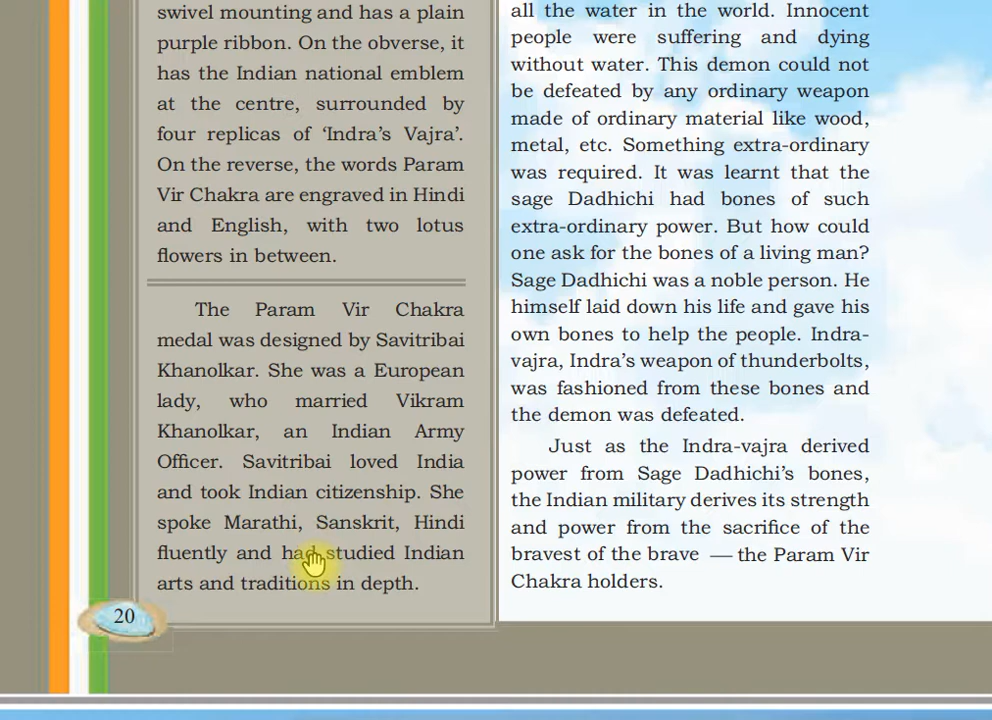 swivel mounting and has a plain
purple ribbon. On the obverse, it
has the Indian national emblem
at the centre, surrounded by
four replicas of ‘Indra’s Vajra’.
On the reverse, the words Param
Vir Chakra are engraved in Hindi
and English, with two lotus
flowers in between.
The Param Vir Chakra
medal was designed by Savitribai
Khanolkar. She was a European
lady, who married Vikram
Khanolkar, an Indian Army
Officer. Savitribai loved India
and took Indian citizenship. She
spoke Marathi, Sanskrit, Hindi
fluently and had studied Indian
arts and traditions in depth.
20
all the water in the world. Innocent
people were suffering and dying
without water. This demon could not
be defeated by any ordinary weapon
made of ordinary material like wood,
metal, etc. Something extra-ordinary
was required. It was learnt that the
sage Dadhichi had bones of such
extra-ordinary power. But how could
one ask for the bones of a living man?
Sage Dadhichi was a noble person. He
himself laid down his life and gave his
own bones to help the people. Indra-
vajra, Indra’s weapon of thunderbolts,
was fashioned from these bones and
the demon was defeated.
Just as the Indra-vajra derived
power from Sage Dadhichi’s bones,
the Indian military derives its strength
and power from the sacrifice of the
bravest of the brave — the Param Vir
Chakra holders.